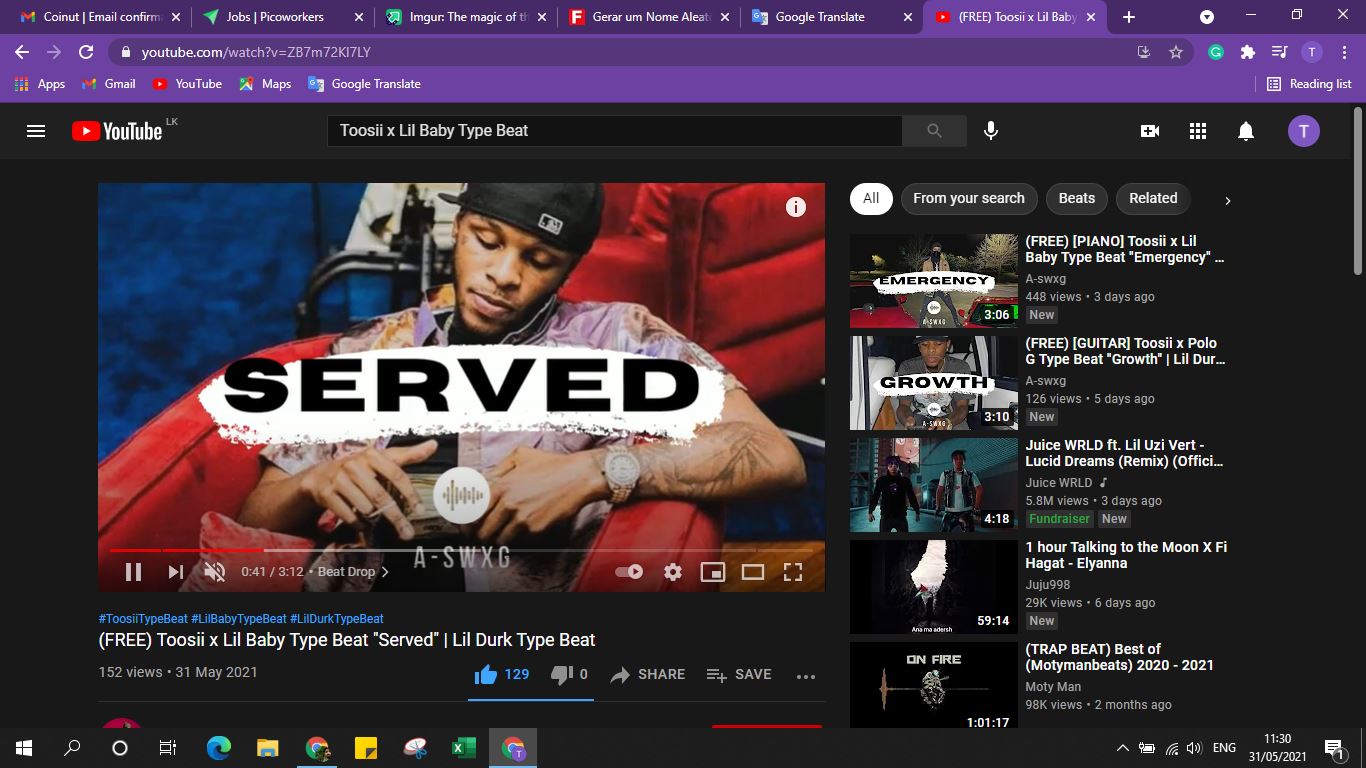 Coinut | Email confirma
Jobs | Picoworkers
Imgur: The magic of th
Gerar um Nome Aleat
Google Translate
(FREE) Toosii x Lil Baby
youtube.com/watch?v=ZB7m72KI7LY
T
Apps
Gmail
YouTube
Maps
Google Translate
Reading list
YouTube LK
Toosii x Lil Baby Type Beat
T
SERVED
A-SWXG
0:41 / 3:12 • Beat Drop
#ToosiiTypeBeat #LilBabyTypeBeat #LilDurkTypeBeat
(FREE) Toosii x Lil Baby Type Beat "Served" | Lil Durk Type Beat
152 views • 31 May 2021
129
0
SHARE
SAVE
All
From your search
Beats
Related
EMERGENCY
A-SWXG
3:06
(FREE) [PIANO] Toosii x Lil
Baby Type Beat "Emergency" ...
A-swxg
448 views • 3 days ago
New
GROWTH
A-SWXG
3:10
(FREE) [GUITAR] Toosii x Polo
G Type Beat "Growth" | Lil Dur...
A-swxg
126 views • 5 days ago
New
4:18
Juice WRLD ft. Lil Uzi Vert -
Lucid Dreams (Remix) (Offici...
Juice WRLD
5.8M views • 3 days ago
Fundraiser
New
Ana ma adersh
59:14
1 hour Talking to the Moon X Fi
Hagat - Elyanna
Juju998
29K views • 6 days ago
New
ON FIRE
1:01:17
(TRAP BEAT) Best of
(Motymanbeats) 2020 - 2021
Moty Man
98K views • 2 months ago
T
ENG
11:30
31/05/2021
1